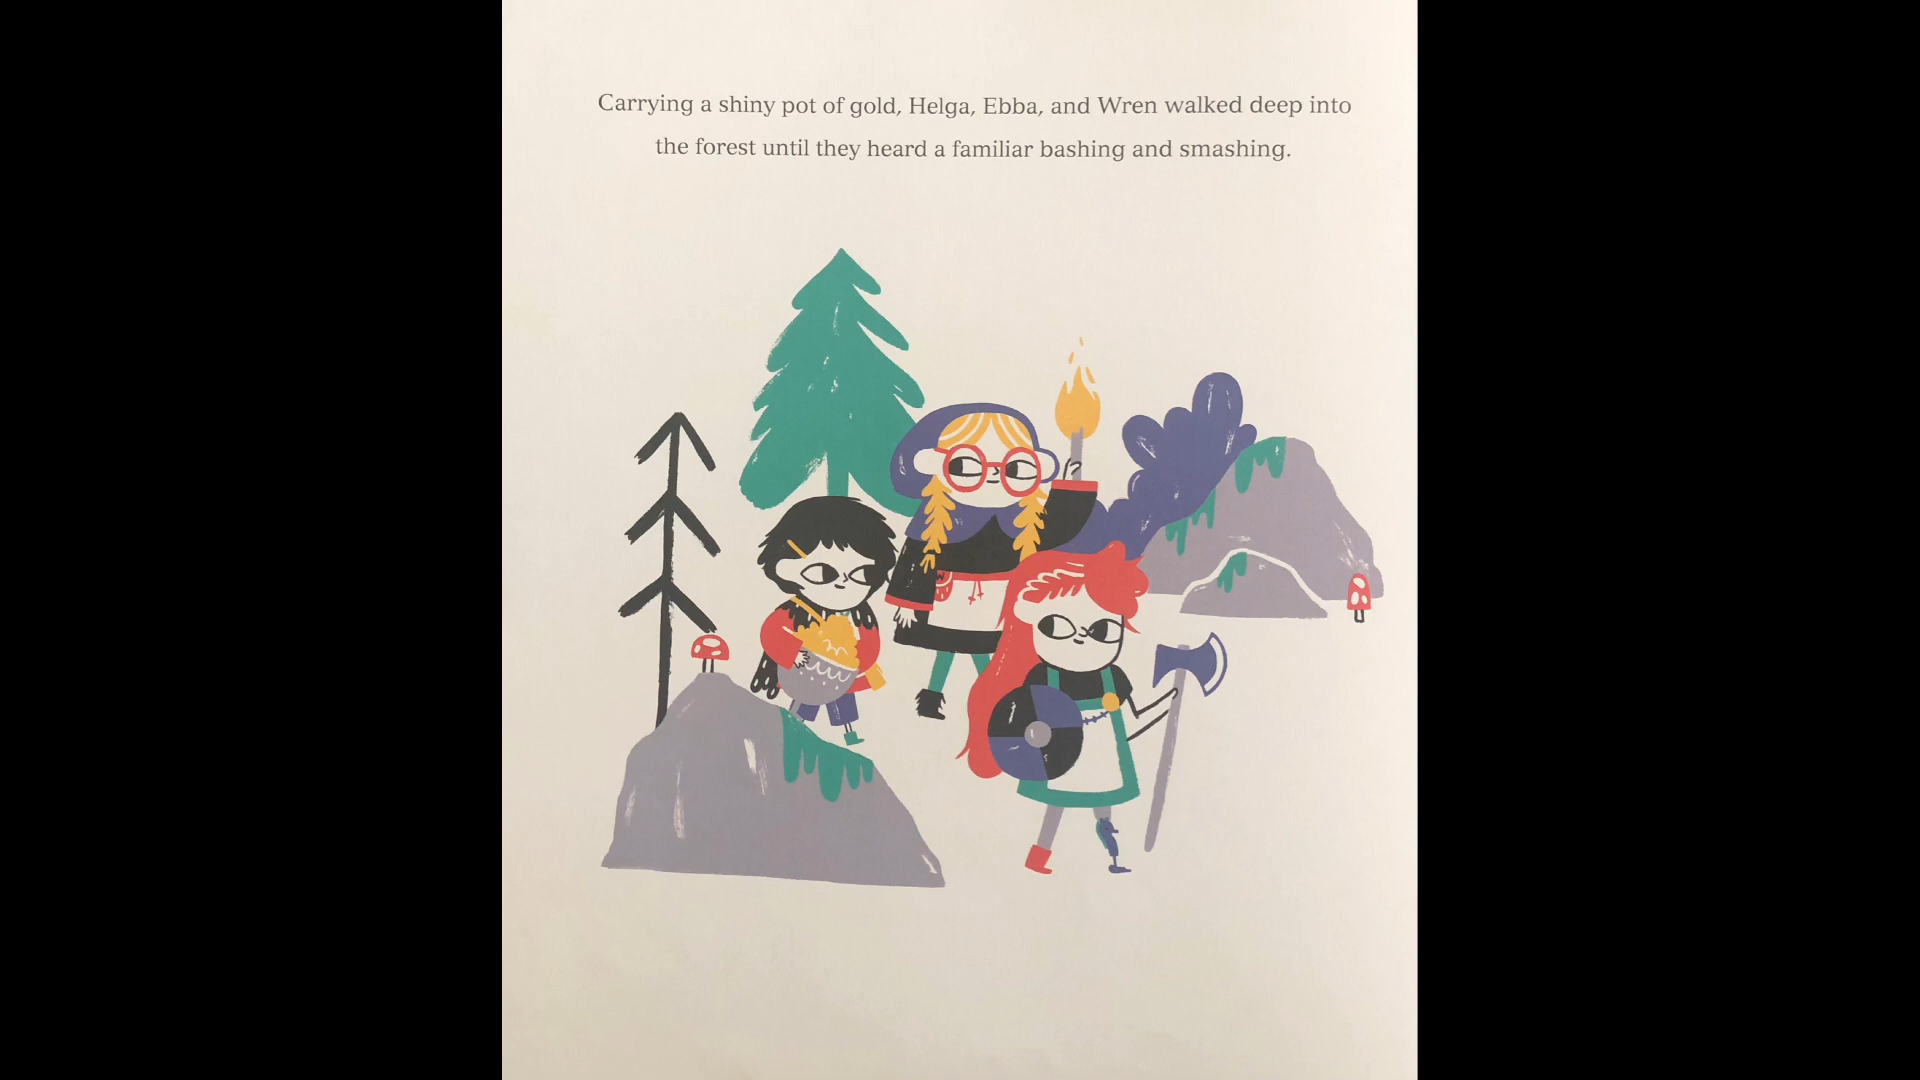 Carrying a shiny pot of gold, Helga, Ebba, and Wren walked deep into
the forest until they heard a familiar bashing and smashing.